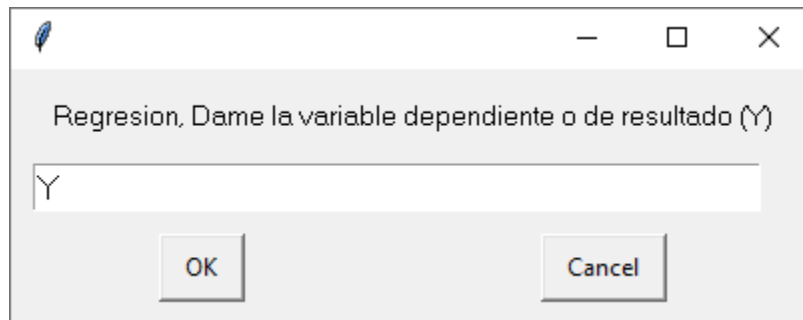 Regresion, Dame la variable dependiente o de resultado (Y)
Y
OK Cancel